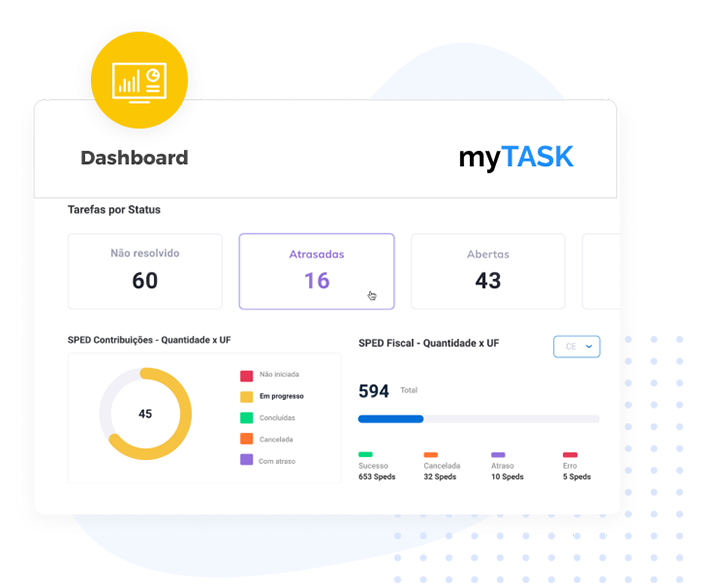 Dashboard
myTASK
Tarefas por Status
Não resolvido
60
Atrasadas
16
Abertas
43
SPED Contribuições - Quantidade x UF
45
Não iniciada
Em progresso
Concluídas
Cancelada
Com atraso
SPED Fiscal - Quantidade x UF
CE
594 Total
Sucesso
653 Speds
Cancelada
32 Speds
Atraso
10 Speds
Erro
5 Speds